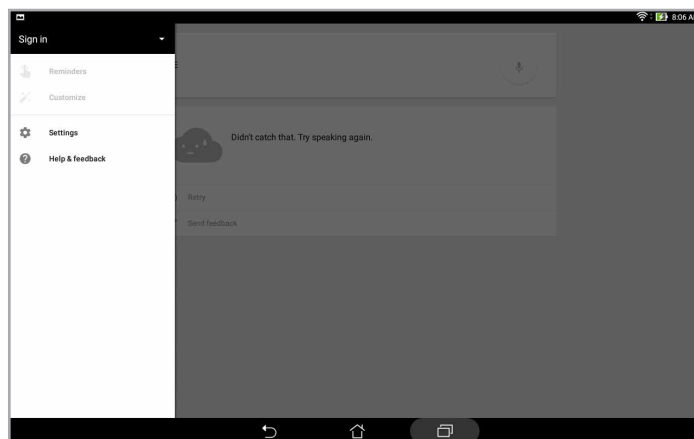 8:06 A
Sign in
Reminders
Customize
Settings
Help & feedback
Didn't catch that. Try speaking again.
Retry
Send feedback